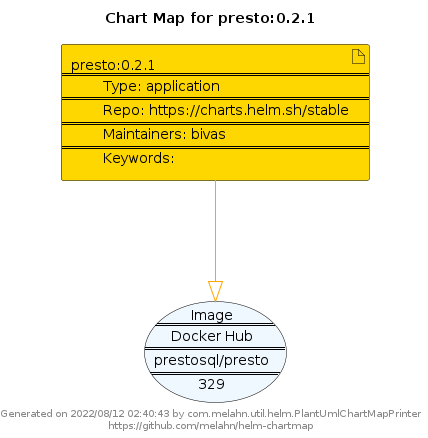 Chart Map for presto:0.2.1
presto:0.2.1
Type: application
Repo: https://charts.helm.sh/stable
Maintainers: bivas
Keywords:
Image
Docker Hub
prestosql/presto
329
Generated on 2022/08/12 02:40:43 by com.melahn.util.helm.PlantUmlChartMapPrinter
https://github.com/melahn/helm-chartmap